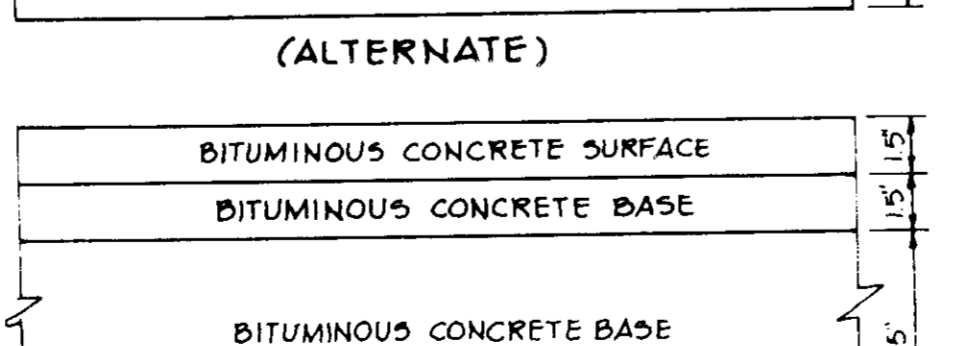 (ALTERNATE)
BITUMINOUS CONCRETE SURFACE 1.5"
BITUMINOUS CONCRETE BASE 1.5"
BITUMINOUS CONCRETE BASE